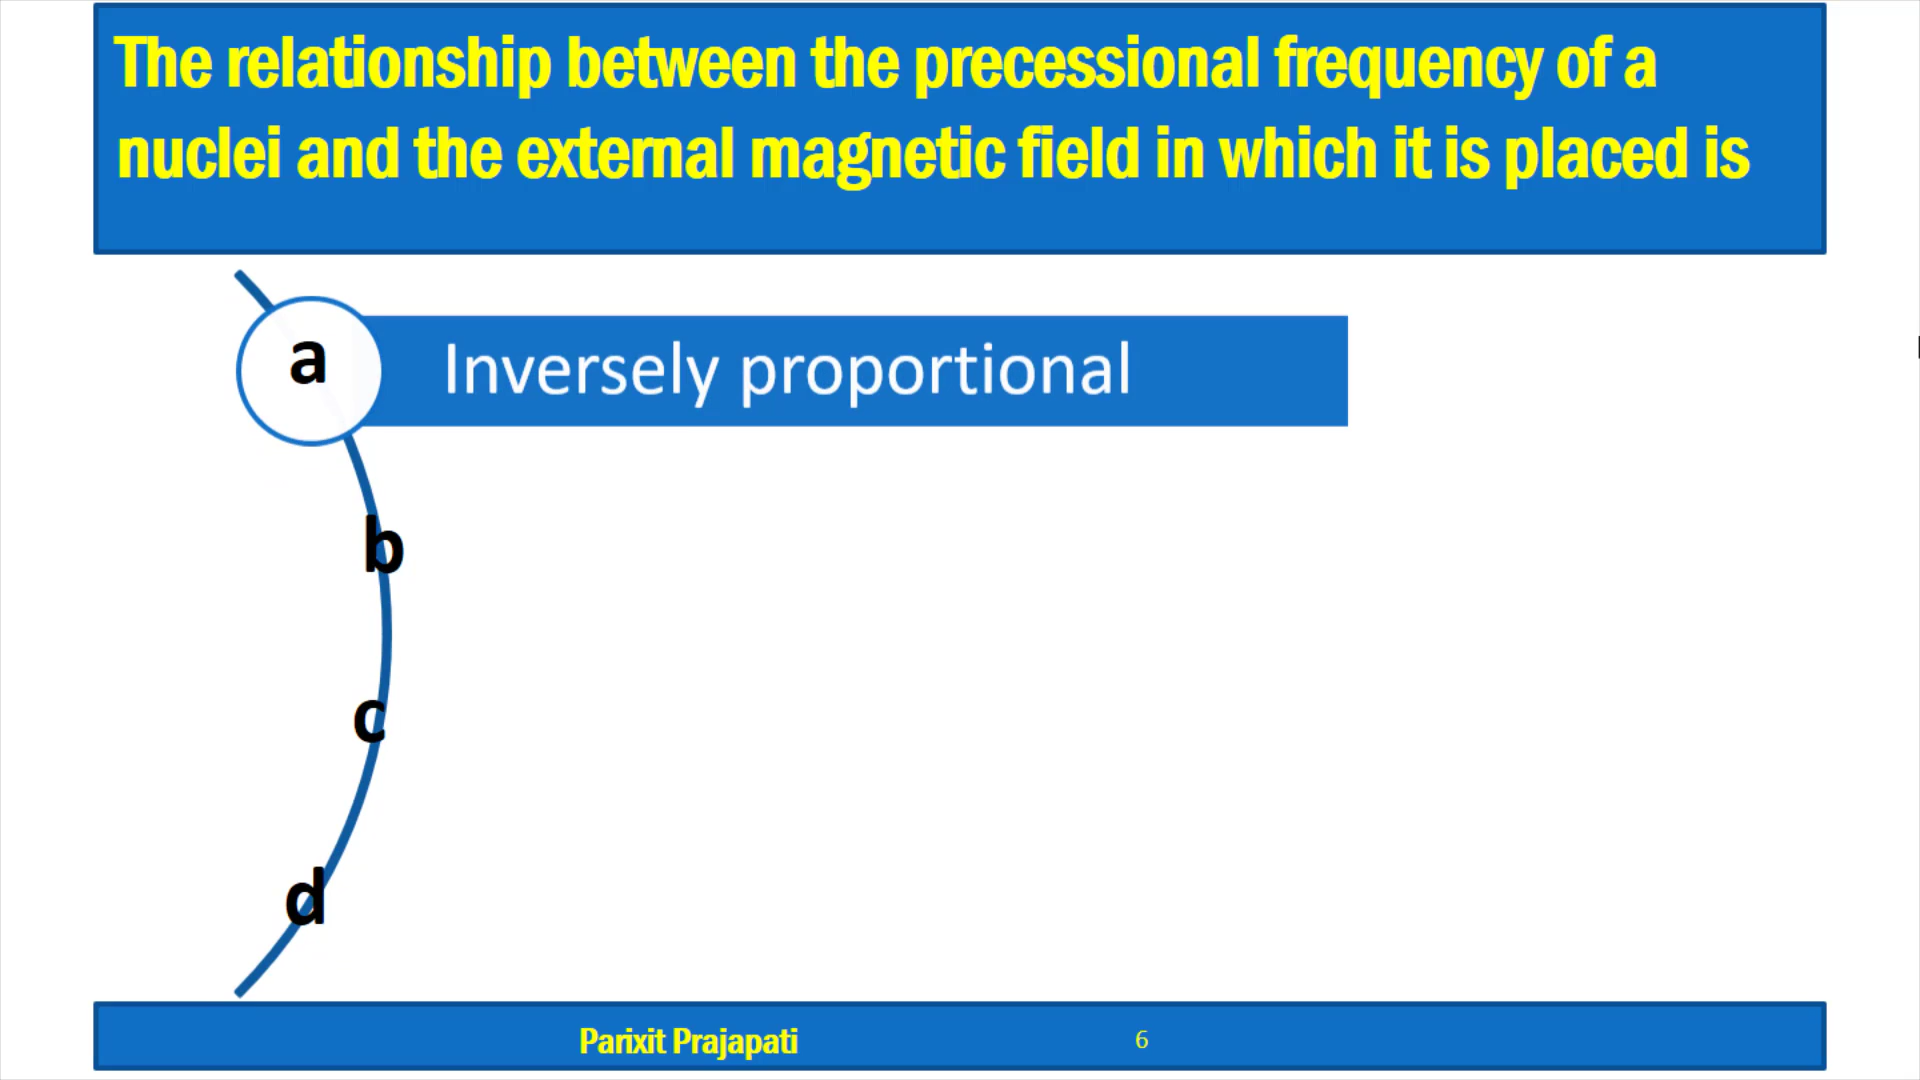 The relationship between the precessional frequency of a
nuclei and the external magnetic field in which it is placed is
a Inversely proportional
b
c
d
Parixit Prajapati 6